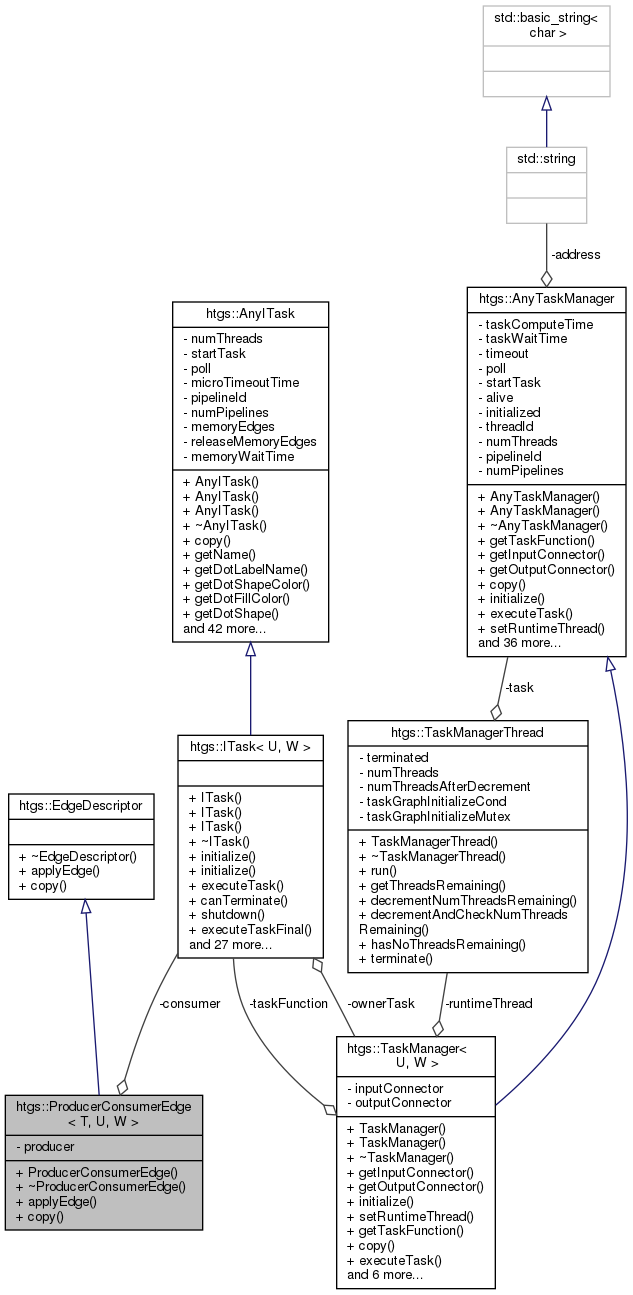 std::basic_string<
char >
std::string
-address
htgs::AnyTaskManager
- taskComputeTime
- taskWaitTime
- timeout
- poll
- startTask
- alive
- initialized
- threadId
- numThreads
- pipelineId
- numPipelines
+ AnyTaskManager()
+ AnyTaskManager()
+ ~AnyTaskManager()
+ getTaskFunction()
+ getInputConnector()
+ getOutputConnector()
+ copy()
+ initialize()
+ executeTask()
+ setRuntimeThread()
and 36 more...
htgs::AnyITask
- numThreads
- startTask
- poll
- microTimeoutTime
- pipelineId
- numPipelines
- memoryEdges
- releaseMemoryEdges
- memoryWaitTime
+ AnyITask()
+ AnyITask()
+ AnyITask()
+ ~AnyITask()
+ copy()
+ getName()
+ getDotLabelName()
+ getDotShapeColor()
+ getDotFillColor()
+ getDotShape()
and 42 more...
-task
htgs::TaskManagerThread
- terminated
- numThreads
- numThreadsAfterDecrement
- taskGraphInitializeCond
- taskGraphInitializeMutex
+ TaskManagerThread()
+ ~TaskManagerThread()
+ run()
+ getThreadsRemaining()
+ decrementNumThreadsRemaining()
+ decrementAndCheckNumThreads
Remaining()
+ hasNoThreadsRemaining()
+ terminate()
htgs::ITask< U, W >
+ ITask()
+ ITask()
+ ITask()
+ ~ITask()
+ initialize()
+ initialize()
+ executeTask()
+ canTerminate()
+ shutdown()
+ executeTaskFinal()
and 27 more...
htgs::EdgeDescriptor
+ ~EdgeDescriptor()
+ applyEdge()
+ copy()
-consumer
-taskFunction
-ownerTask
-runtimeThread
htgs::ProducerConsumerEdge
< T, U, W >
- producer
+ ProducerConsumerEdge()
+ ~ProducerConsumerEdge()
+ applyEdge()
+ copy()
htgs::TaskManager<
U, W >
- inputConnector
- outputConnector
+ TaskManager()
+ TaskManager()
+ ~TaskManager()
+ getInputConnector()
+ getOutputConnector()
+ initialize()
+ setRuntimeThread()
+ getTaskFunction()
+ copy()
+ executeTask()
and 6 more...